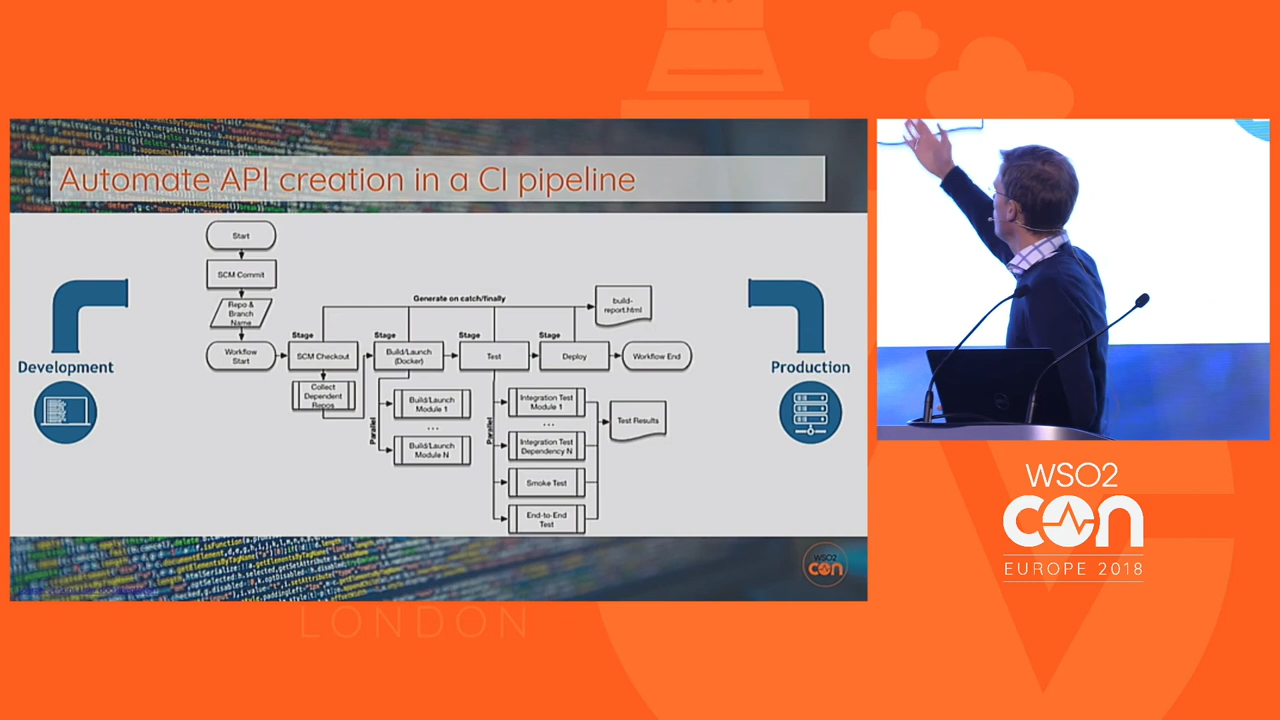 Automate API creation in a CI pipeline
Start
SCM Commit
Repo &
Branch
Name
Generate on catch/finally
build-
report.html
Stage
Stage
Stage
Stage
Workflow
Start
SCM Checkout
Build/Launch
(Docker)
Test
Deploy
Workflow End
Development
Production
Collect
Dependent
Repos
Parallel
Build/Launch
Module 1
...
Build/Launch
Module N
Parallel
Integration Test
Module 1
...
Integration Test
Dependency N
Smoke Test
End-to-End
Test
Test Results
WSO2
CON
WSO2
CON
EUROPE 2018
LONDON